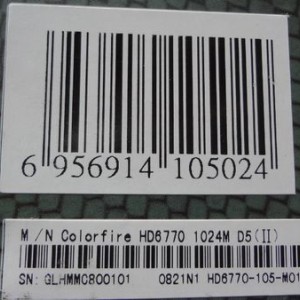 6 956914 105024
M/N Colorfire HD6770 1024M D5(II)
SN: GLHMMC800101 0821N1 HD6770-105-M01